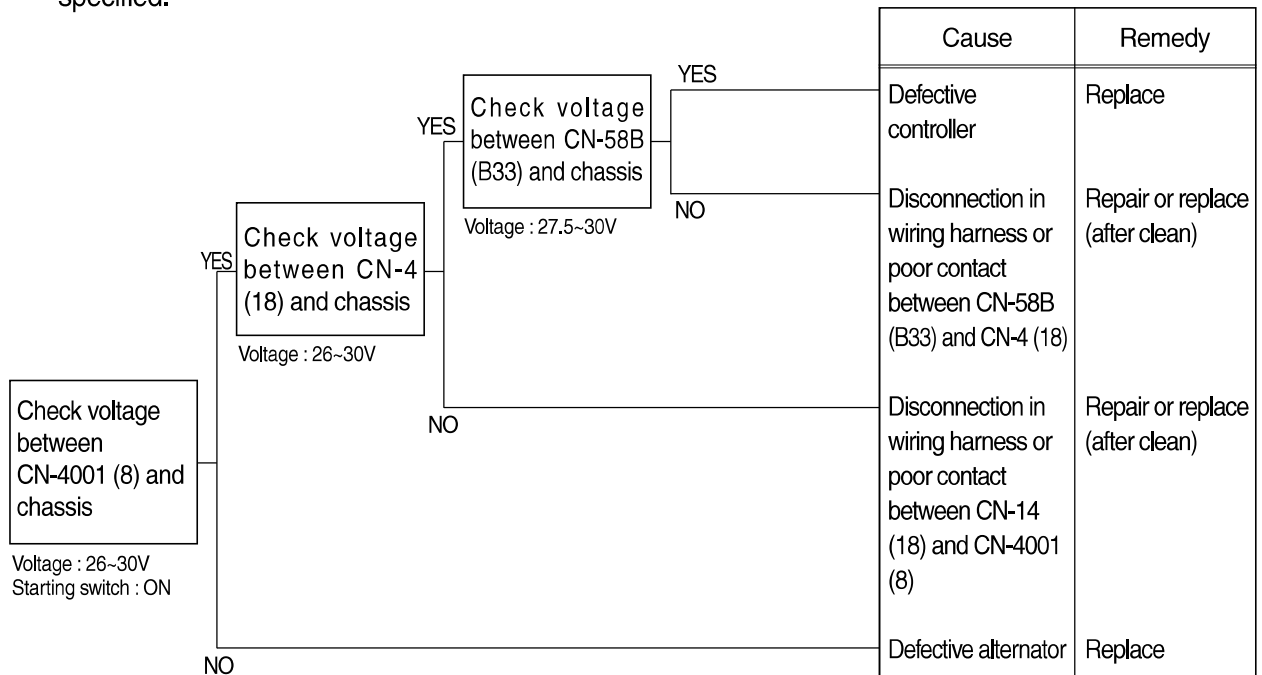 specified.
Cause
Remedy
YES
Check voltage
between CN-58B
(B33) and chassis
Voltage : 27.5~30V
NO
YES
Check voltage
between CN-4
(18) and chassis
Voltage : 26~30V
NO
YES
Check voltage
between
CN-4001 (8) and
chassis
Voltage : 26~30V
Starting switch : ON
NO
Defective
controller
Replace
Disconnection in
wiring harness or
poor contact
between CN-58B
(B33) and CN-4 (18)
Repair or replace
(after clean)
Disconnection in
wiring harness or
poor contact
between CN-14
(18) and CN-4001
(8)
Repair or replace
(after clean)
Defective alternator
Replace